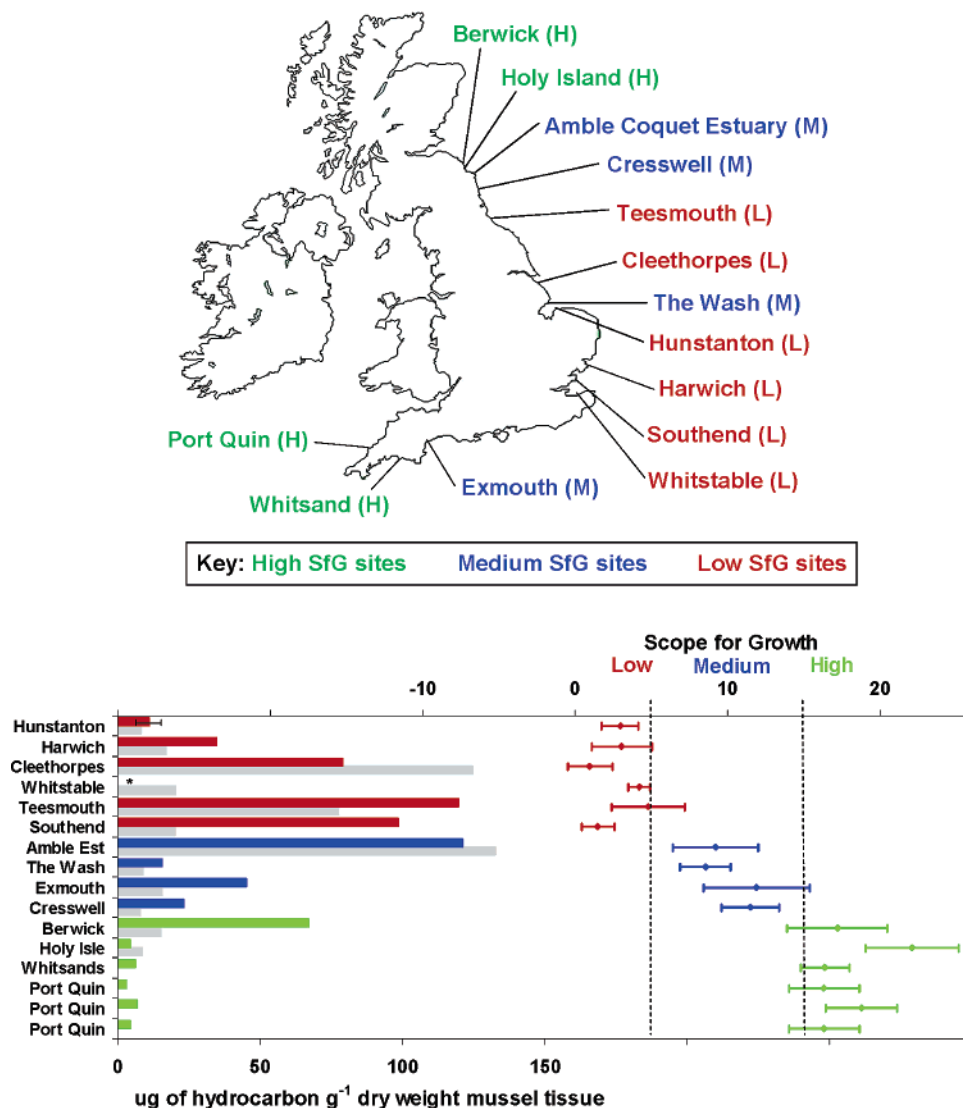 Berwick (H)
Holy Island (H)
Amble Coquet Estuary (M)
Cresswell (M)
Teesmouth (L)
Cleethorpes (L)
The Wash (M)
Hunstanton (L)
Harwich (L)
Southend (L)
Whitstable (L)
Port Quin (H)
Whitsand (H)
Exmouth (M)
Key: High SfG sites Medium SfG sites Low SfG sites
Scope for Growth
Low Medium High
-10 0 10 20
Hunstanton
Harwich
Cleethorpes
Whitstable *
Teesmouth
Southend
Amble Est
The Wash
Exmouth
Cresswell
Berwick
Holy Isle
Whitsands
Port Quin
Port Quin
Port Quin
0 50 100 150
ug of hydrocarbon g⁻¹ dry weight mussel tissue